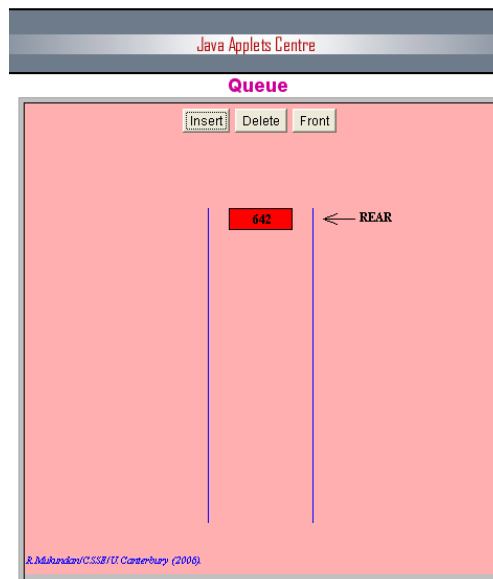 Java Applets Centre
Queue
Insert Delete Front
642 REAR
R.Mukundan/CSSE/U.Canterbury (2006).